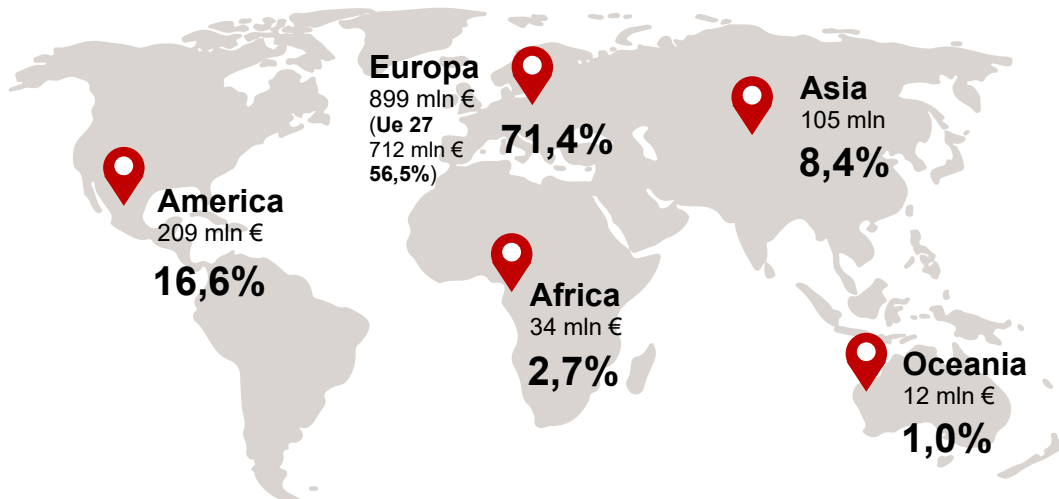 Europa
899 mln €
(Ue 27
712 mln €
56,5%)
71,4%
Asia
105 mln
8,4%
America
209 mln €
16,6%
Africa
34 mln €
2,7%
Oceania
12 mln €
1,0%